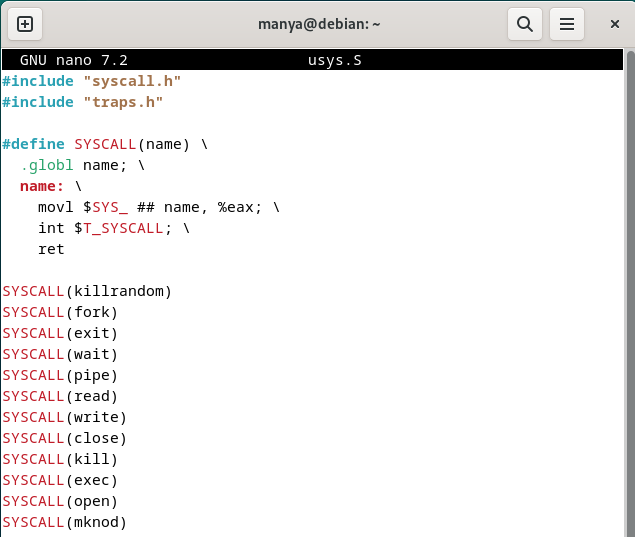 manya@debian: ~
GNU nano 7.2 usys.S
#include "syscall.h"
#include "traps.h"
#define SYSCALL(name) \
.globl name; \
name: \
movl $SYS_ ## name, %eax; \
int $T_SYSCALL; \
ret
SYSCALL(killrandom)
SYSCALL(fork)
SYSCALL(exit)
SYSCALL(wait)
SYSCALL(pipe)
SYSCALL(read)
SYSCALL(write)
SYSCALL(close)
SYSCALL(kill)
SYSCALL(exec)
SYSCALL(open)
SYSCALL(mknod)